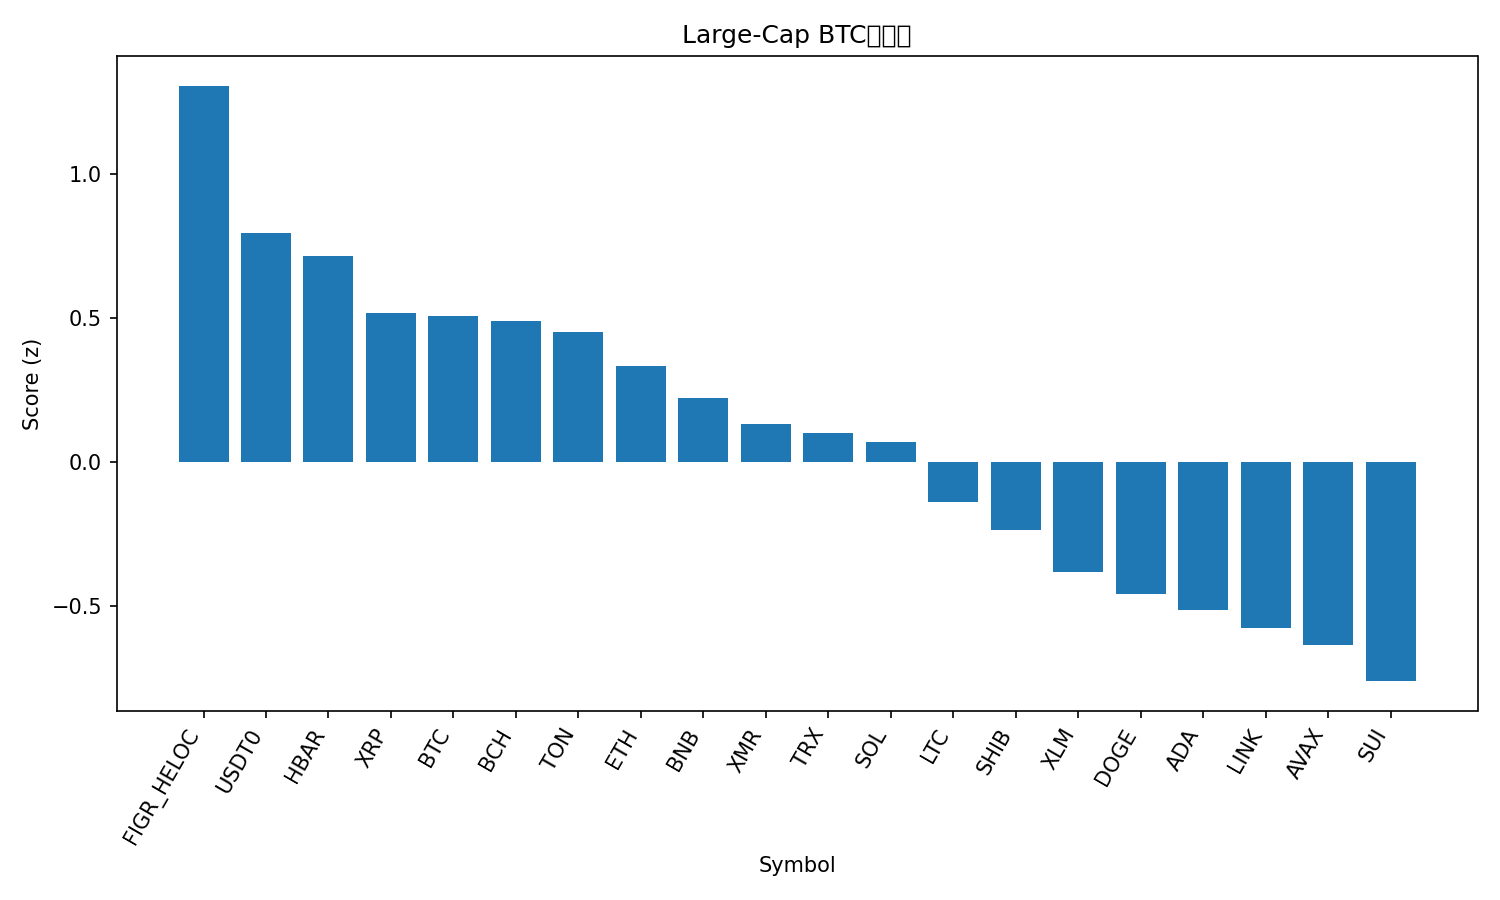 Large-Cap BTC
1.0
0.5
0.0
−0.5
Score (z)
FIGR_HELOC
USDT0
HBAR
XRP
BTC
BCH
TON
ETH
BNB
XMR
TRX
SOL
LTC
SHIB
XLM
DOGE
ADA
LINK
AVAX
SUI
Symbol